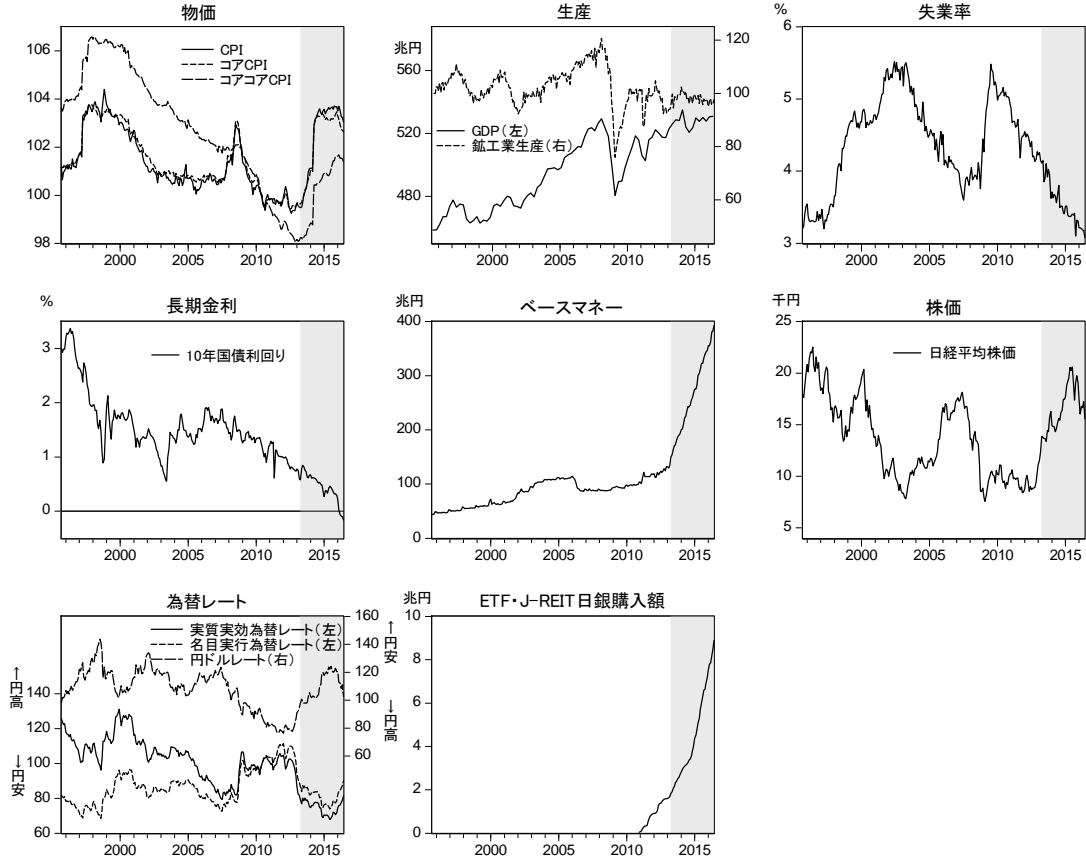 物価
106
104
102
100
98
CPI
コアCPI
コアコアCPI
2000 2005 2010 2015
生産
兆円
560
520
480
120
100
80
60
GDP(左)
鉱工業生産(右)
2000 2005 2010 2015
失業率
%
6
5
4
3
2000 2005 2010 2015
長期金利
%
3
2
1
0
10年国債利回り
2000 2005 2010 2015
ベースマネー
兆円
400
300
200
100
0
2000 2005 2010 2015
株価
千円
25
20
15
10
5
日経平均株価
2000 2005 2010 2015
為替レート
実質実効為替レート(左)
名目実行為替レート(左)
円ドルレート(右)
140
120
100
80
60
↑円高
↓円安
160
140
120
100
80
60
↑円安
↓円高
2000 2005 2010 2015
ETF・J-REIT日銀購入額
兆円
10
8
6
4
2
0
2000 2005 2010 2015